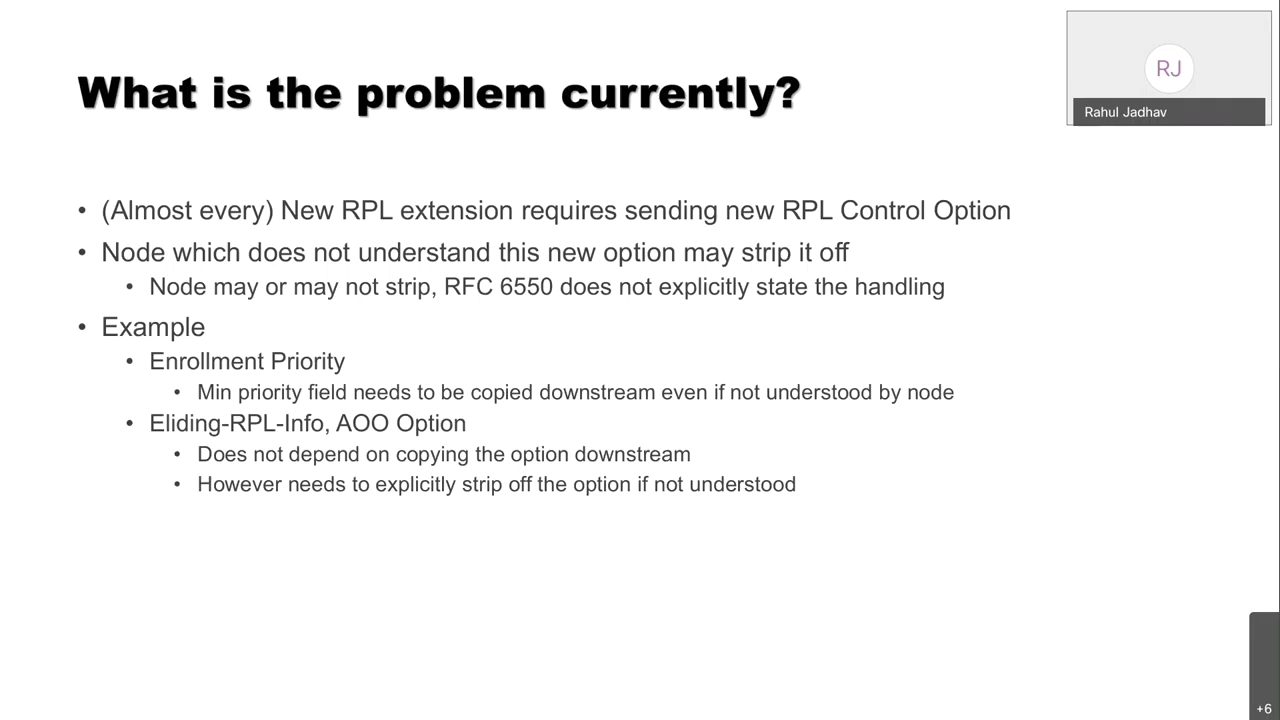 What is the problem currently?
RJ
Rahul Jadhav
• (Almost every) New RPL extension requires sending new RPL Control Option
• Node which does not understand this new option may strip it off
• Node may or may not strip, RFC 6550 does not explicitly state the handling
• Example
• Enrollment Priority
• Min priority field needs to be copied downstream even if not understood by node
• Eliding-RPL-Info, AOO Option
• Does not depend on copying the option downstream
• However needs to explicitly strip off the option if not understood
+6